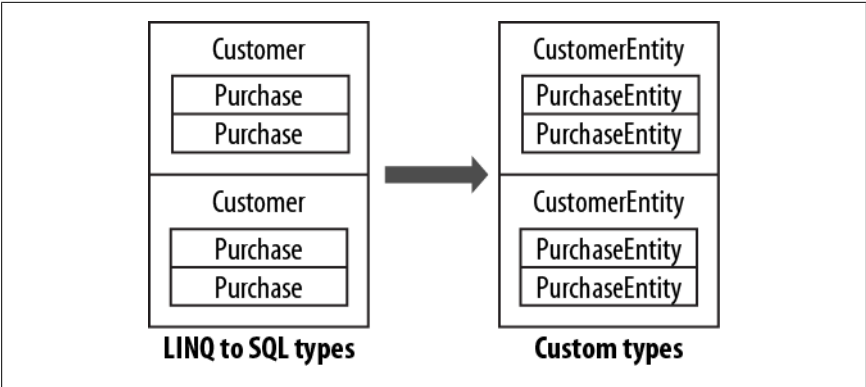 Customer
Purchase
Purchase
Customer
Purchase
Purchase
LINQ to SQL types
CustomerEntity
PurchaseEntity
PurchaseEntity
CustomerEntity
PurchaseEntity
PurchaseEntity
Custom types